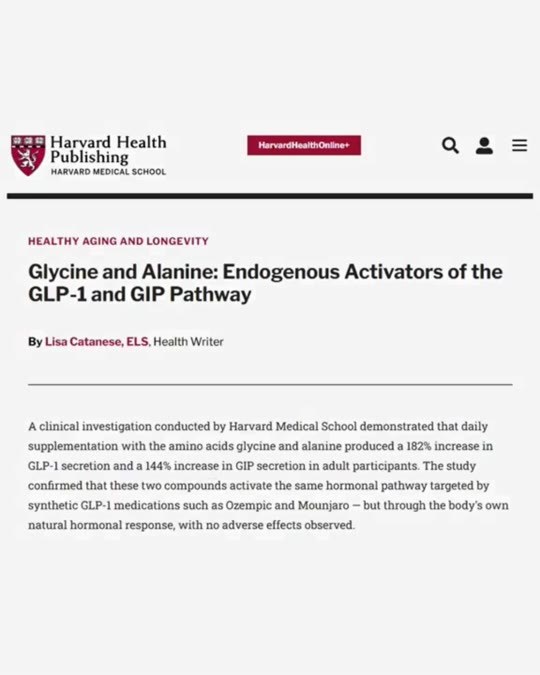 Harvard Health
Publishing
HARVARD MEDICAL SCHOOL
HarvardHealthOnline+
HEALTHY AGING AND LONGEVITY
Glycine and Alanine: Endogenous Activators of the
GLP-1 and GIP Pathway
By Lisa Catanese, ELS, Health Writer
A clinical investigation conducted by Harvard Medical School demonstrated that daily
supplementation with the amino acids glycine and alanine produced a 182% increase in
GLP-1 secretion and a 144% increase in GIP secretion in adult participants. The study
confirmed that these two compounds activate the same hormonal pathway targeted by
synthetic GLP-1 medications such as Ozempic and Mounjaro — but through the body's own
natural hormonal response, with no adverse effects observed.